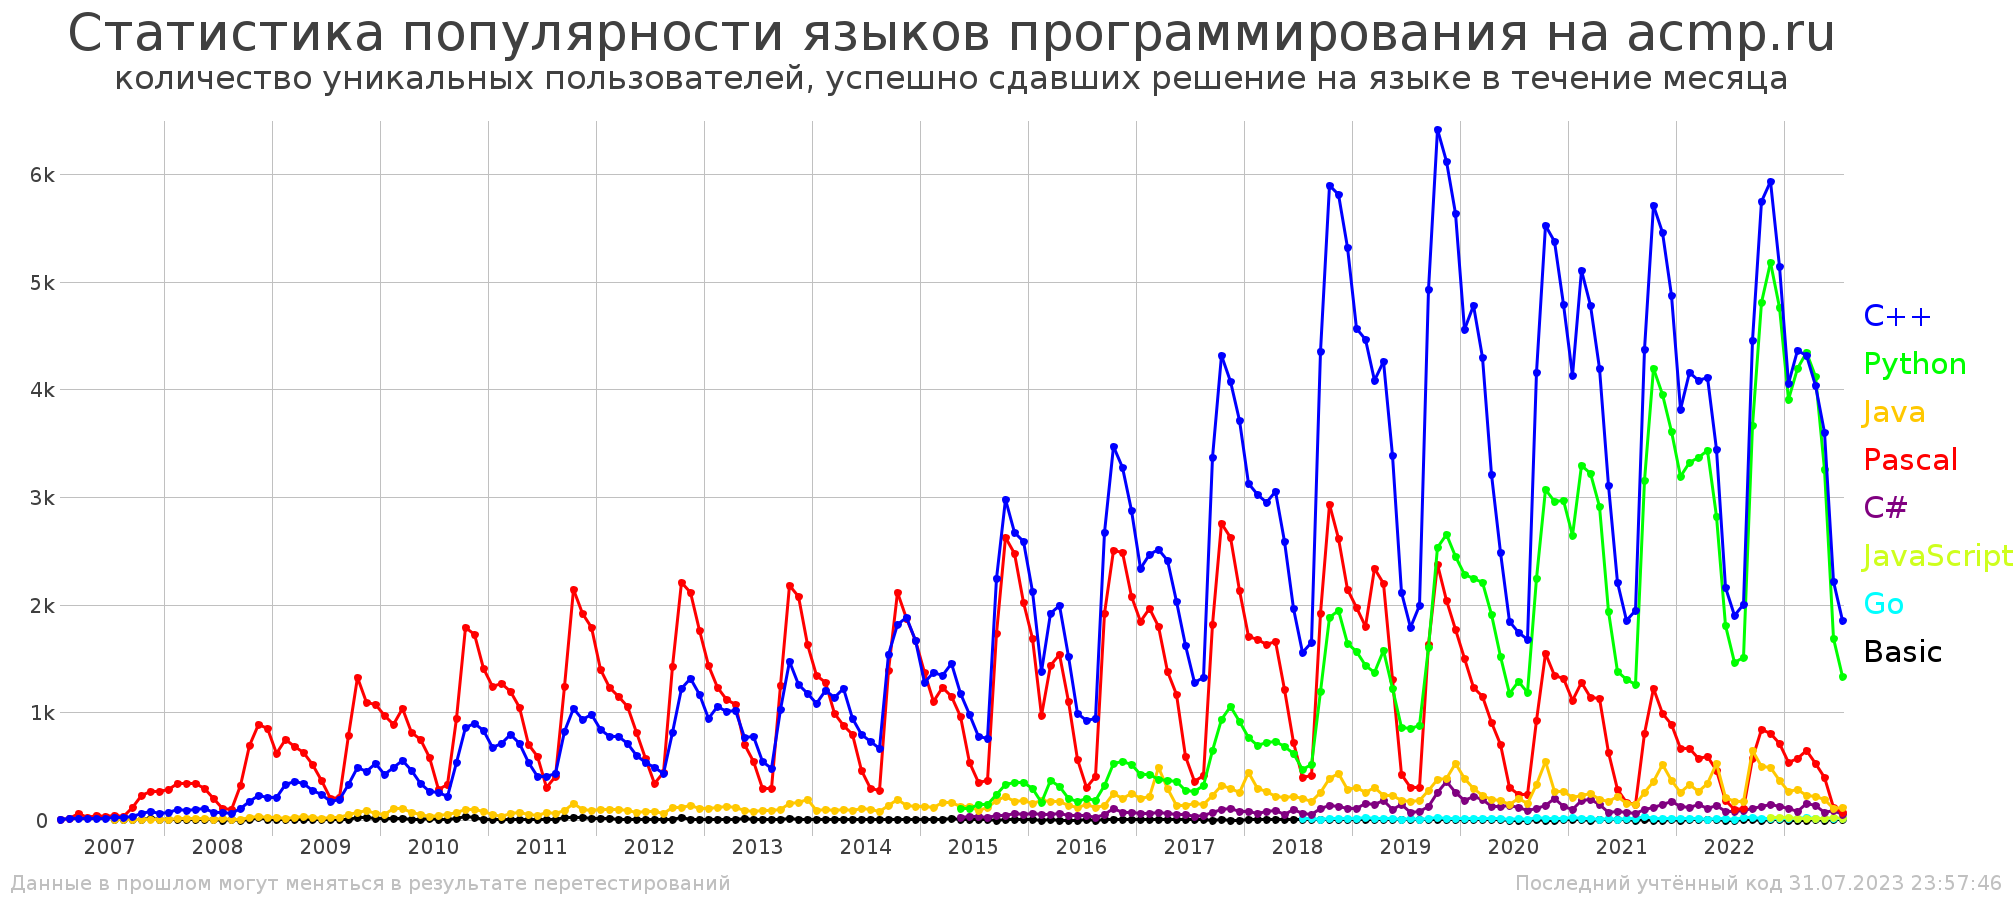 Статистика популярности языков программирования на acmp.ru
количество уникальных пользователей, успешно сдавших решение на языке в течение месяца
6k
5k
4k
3k
2k
1k
0
2007 2008 2009 2010 2011 2012 2013 2014 2015 2016 2017 2018 2019 2020 2021 2022
C++
Python
Java
Pascal
C#
JavaScript
Go
Basic
Данные в прошлом могут меняться в результате перетестирований
Последний учтённый код 31.07.2023 23:57:46